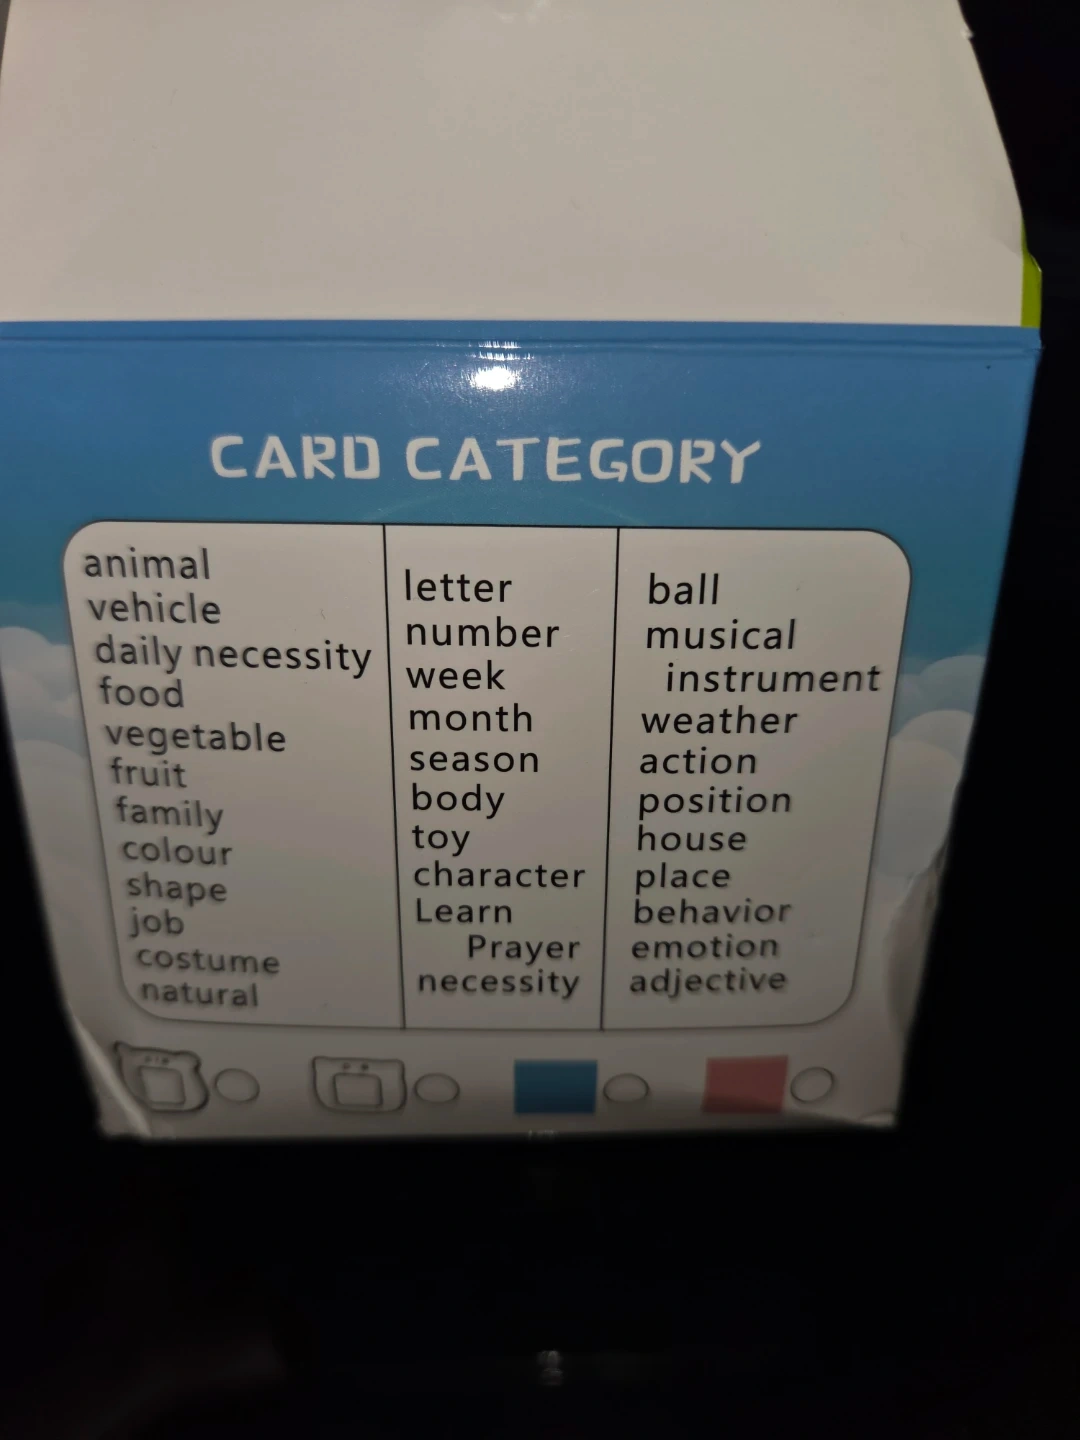 CARD CATEGORY
animal
vehicle
daily necessity
food
vegetable
fruit
family
colour
shape
job
costume
natural
letter
number
week
month
season
body
toy
character
Learn
Prayer
necessity
ball
musical
instrument
weather
action
position
house
place
behavior
emotion
adjective